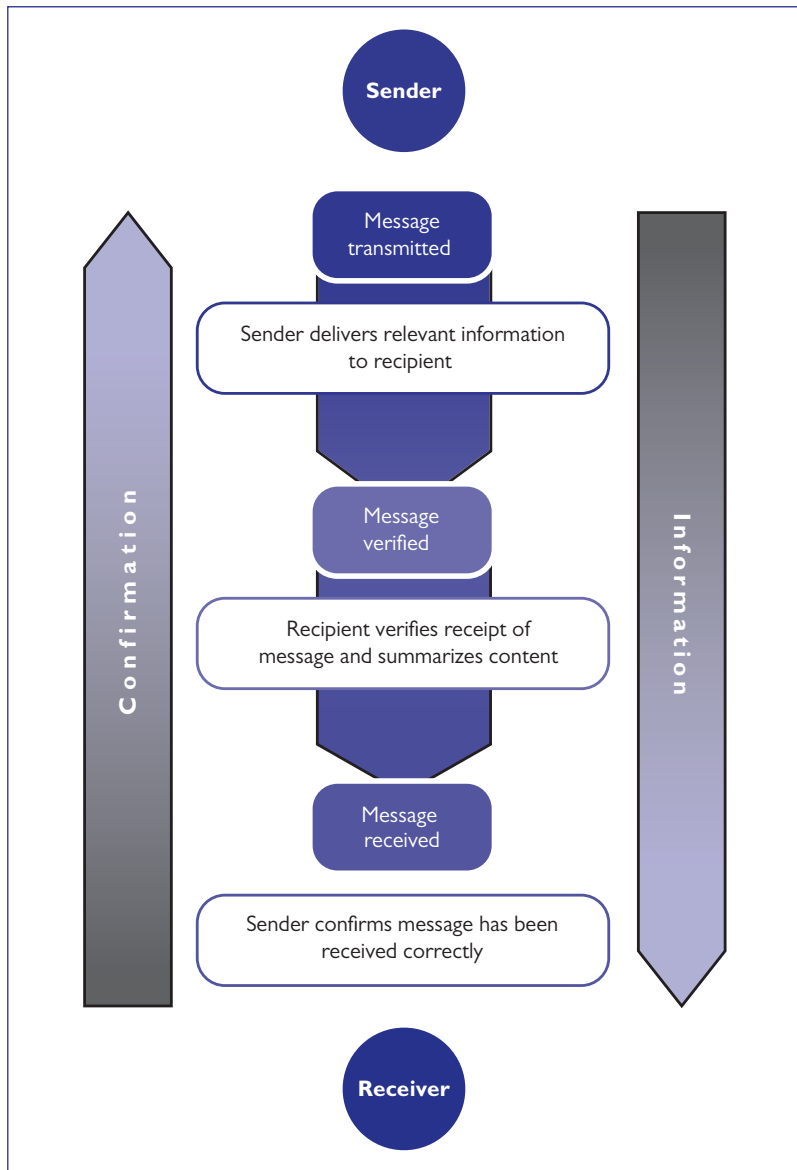 Sender
Message
transmitted
Sender delivers relevant information
to recipient
Confirmation
Information
Message
verified
Recipient verifies receipt of
message and summarizes content
Message
received
Sender confirms message has been
received correctly
Receiver